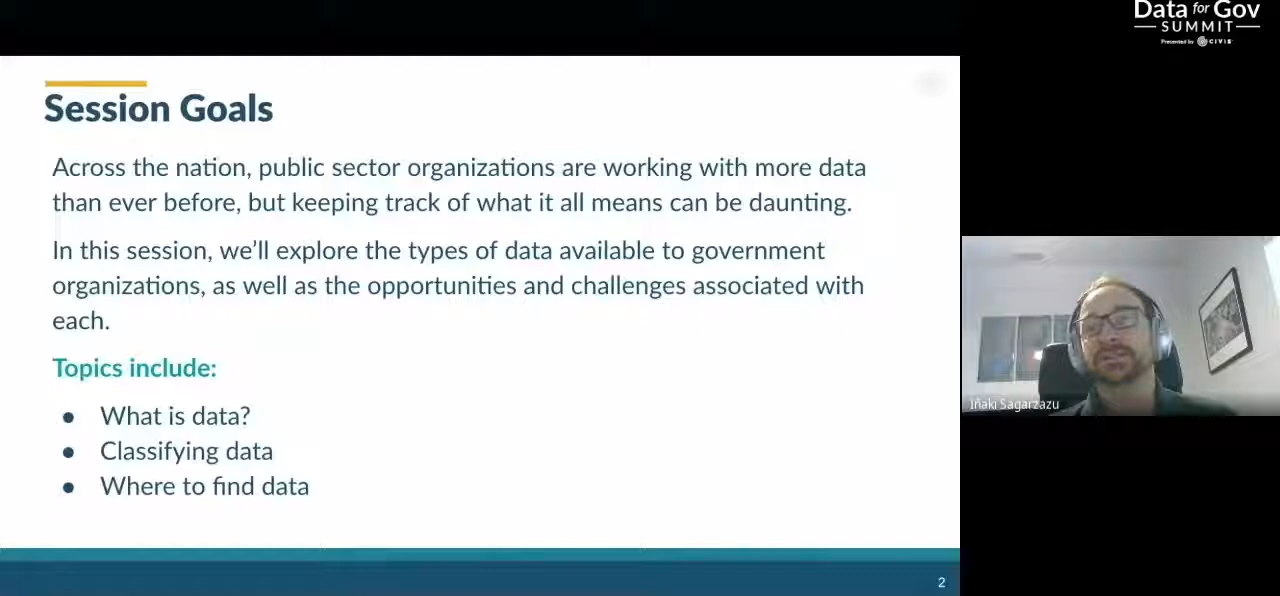 Data for Gov
SUMMIT
Presented by CIVIS
Session Goals
Across the nation, public sector organizations are working with more data
than ever before, but keeping track of what it all means can be daunting.
In this session, we’ll explore the types of data available to government
organizations, as well as the opportunities and challenges associated with
each.
Topics include:
● What is data?
● Classifying data
● Where to find data
Iñaki Sagarzazu
2